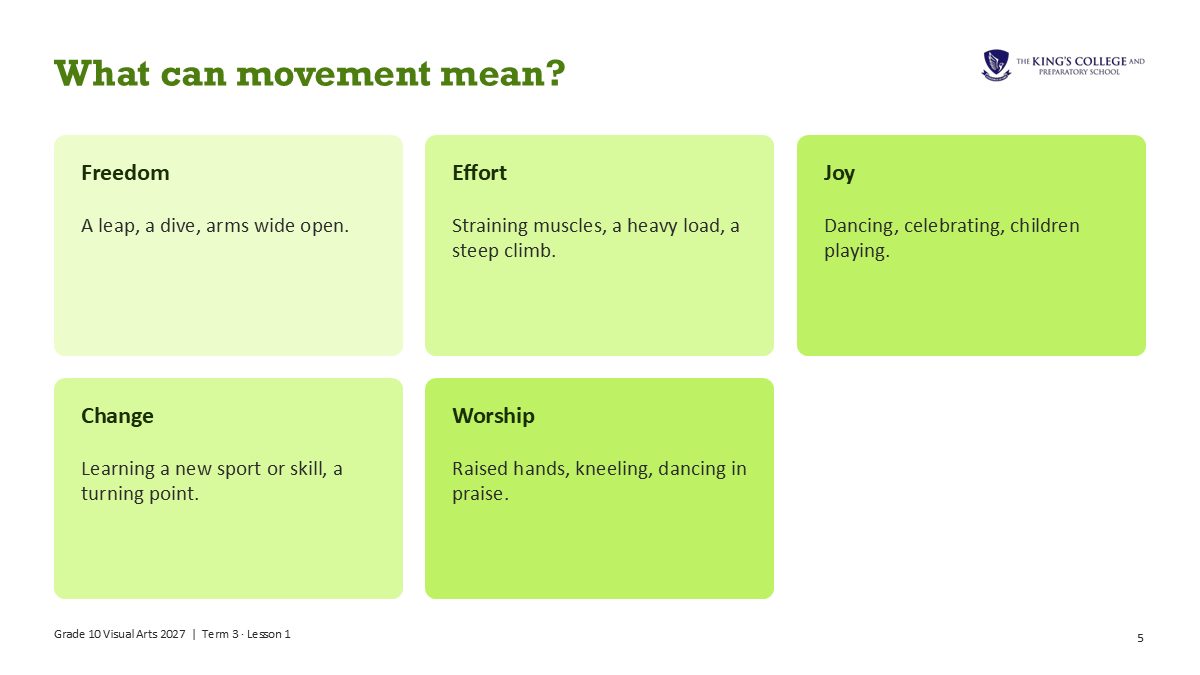 What can movement mean?
THE KING'S COLLEGE AND
PREPARATORY SCHOOL
Freedom
A leap, a dive, arms wide open.
Effort
Straining muscles, a heavy load, a
steep climb.
Joy
Dancing, celebrating, children
playing.
Change
Learning a new sport or skill, a
turning point.
Worship
Raised hands, kneeling, dancing in
praise.
Grade 10 Visual Arts 2027 | Term 3 · Lesson 1
5